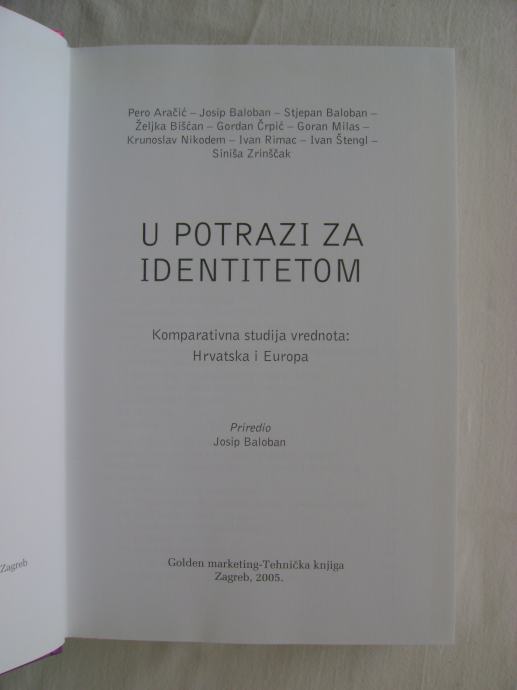 Pero Aračić – Josip Baloban – Stjepan Baloban –
Željka Bišćan – Gordan Črpić – Goran Milas –
Krunoslav Nikodem – Ivan Rimac – Ivan Štengl –
Siniša Zrinščak
U POTRAZI ZA
IDENTITETOM
Komparativna studija vrednota:
Hrvatska i Europa
Priredio
Josip Baloban
Golden marketing-Tehnička knjiga
Zagreb, 2005.
Zagreb